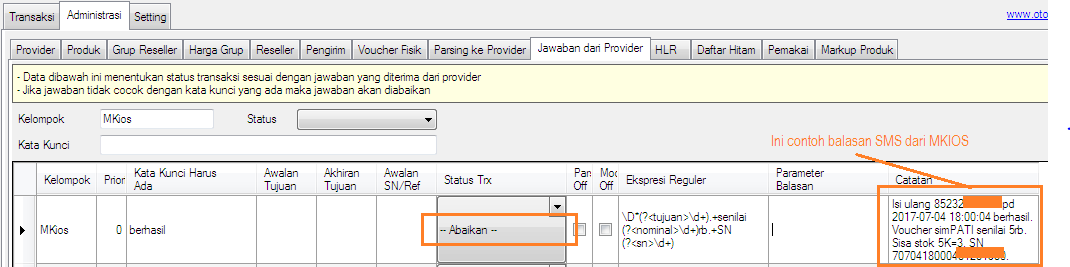 Transaksi Administrasi Setting www.oto
Provider Produk Grup Reseller Harga Grup Reseller Pengirim Voucher Fisik Parsing ke Provider Jawaban dari Provider HLR Daftar Hitam Pemakai Markup Produk
- Data dibawah ini menentukan status transaksi sesuai dengan jawaban yang diterima dari provider
- Jika jawaban tidak cocok dengan kata kunci yang ada maka jawaban akan diabaikan
Kelompok MKios Status
Kata Kunci
Ini contoh balasan SMS dari MKIOS
Kelompok Prior Kata Kunci Harus Ada Awalan Tujuan Akhiran Tujuan Awalan SN/Ref Status Trx Par Off Moc Off Ekspresi Reguler Parameter Balasan Catatan
MKios 0 berhasil
-- Abaikan --
\D*(?<tujuan>\d+).+senilai
(?<nominal>\d+)rb.+SN
(?<sn>\d+)
Isi ulang 85232 pd
2017-07-04 18:00:04 berhasil.
Voucher simPATI senilai 5rb.
Sisa stok 5K=3. SN